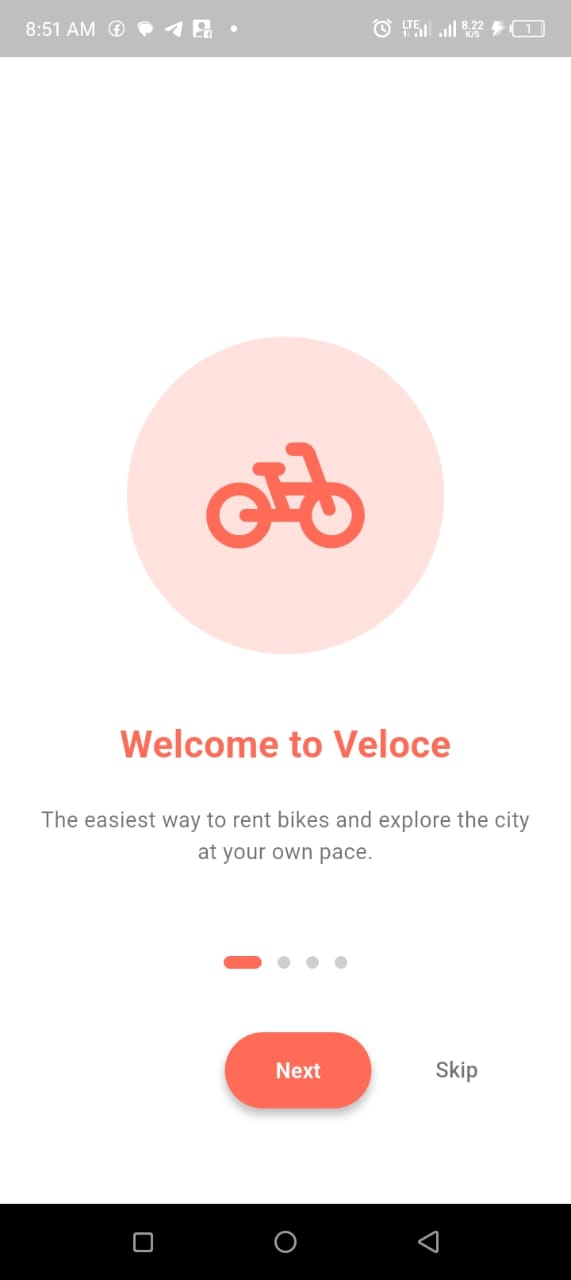 8:51 AM
LTE
8.22
K/S
1
Welcome to Veloce
The easiest way to rent bikes and explore the city
at your own pace.
Next
Skip